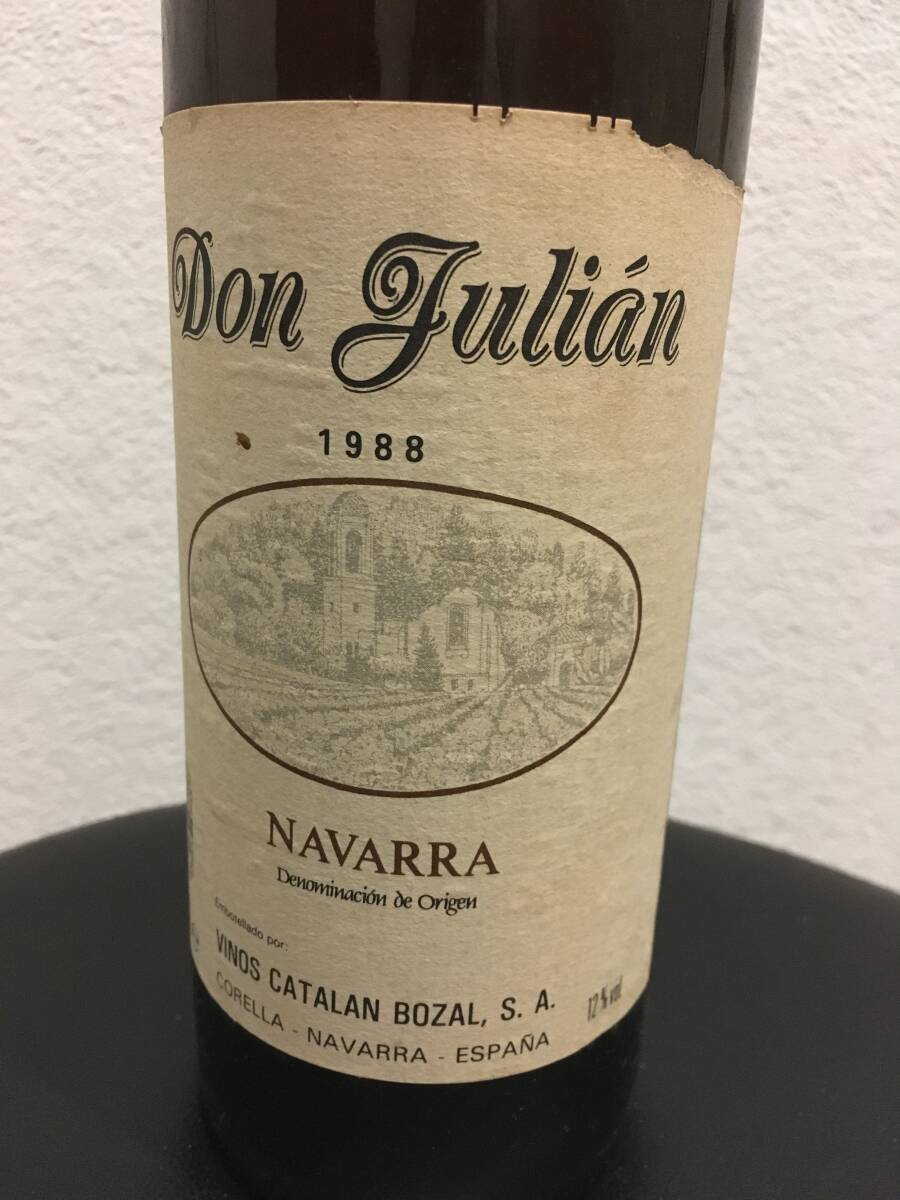 Don Julián
1988
NAVARRA
Denominación de Origen
Embotellado por:
VINOS CATALAN BOZAL, S. A.
12% vol.
CORELLA - NAVARRA - ESPAÑA